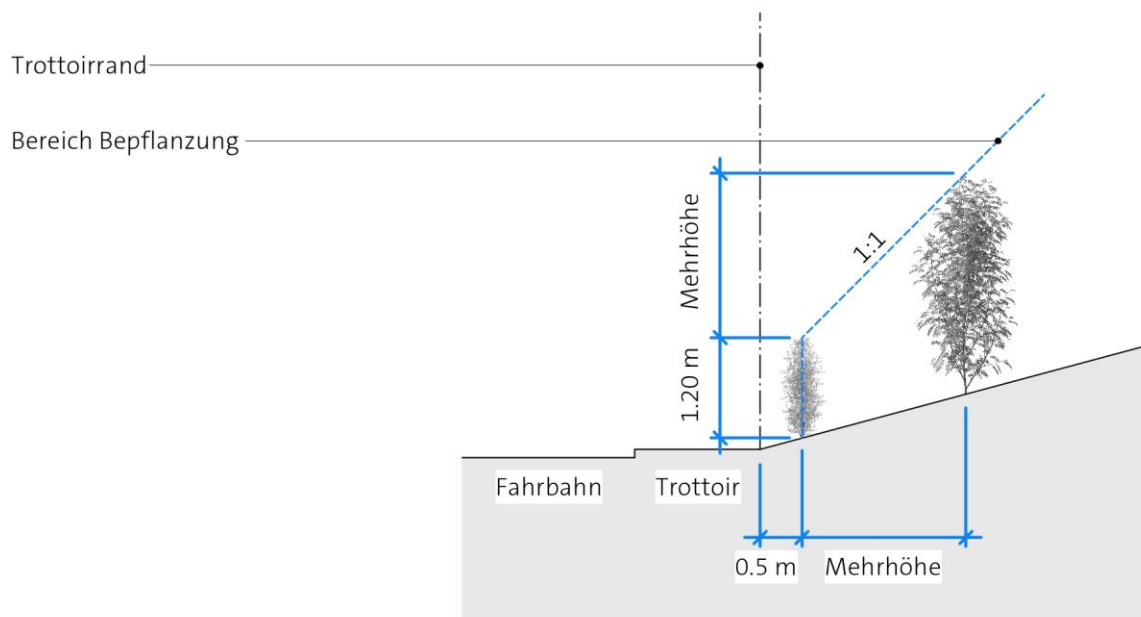 Trottoirrand
Bereich Bepflanzung
Mehrhöhe
1:1
1.20 m
Fahrbahn
Trottoir
0.5 m
Mehrhöhe